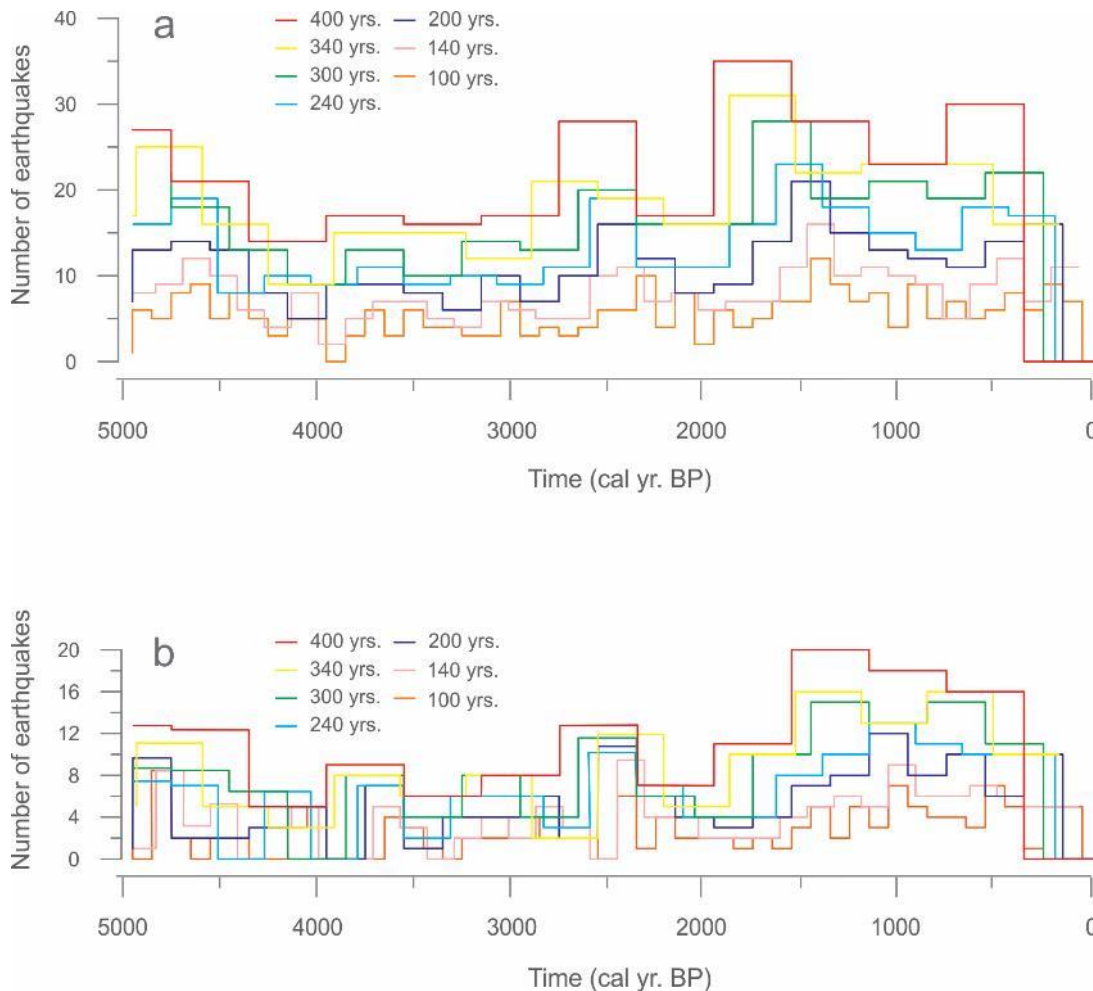 a
400 yrs. 200 yrs.
340 yrs. 140 yrs.
300 yrs. 100 yrs.
240 yrs.
Number of earthquakes
40
30
20
10
0
5000 4000 3000 2000 1000 0
Time (cal yr. BP)
b
400 yrs. 200 yrs.
340 yrs. 140 yrs.
300 yrs. 100 yrs.
240 yrs.
Number of earthquakes
20
16
12
8
4
0
5000 4000 3000 2000 1000 0
Time (cal yr. BP)